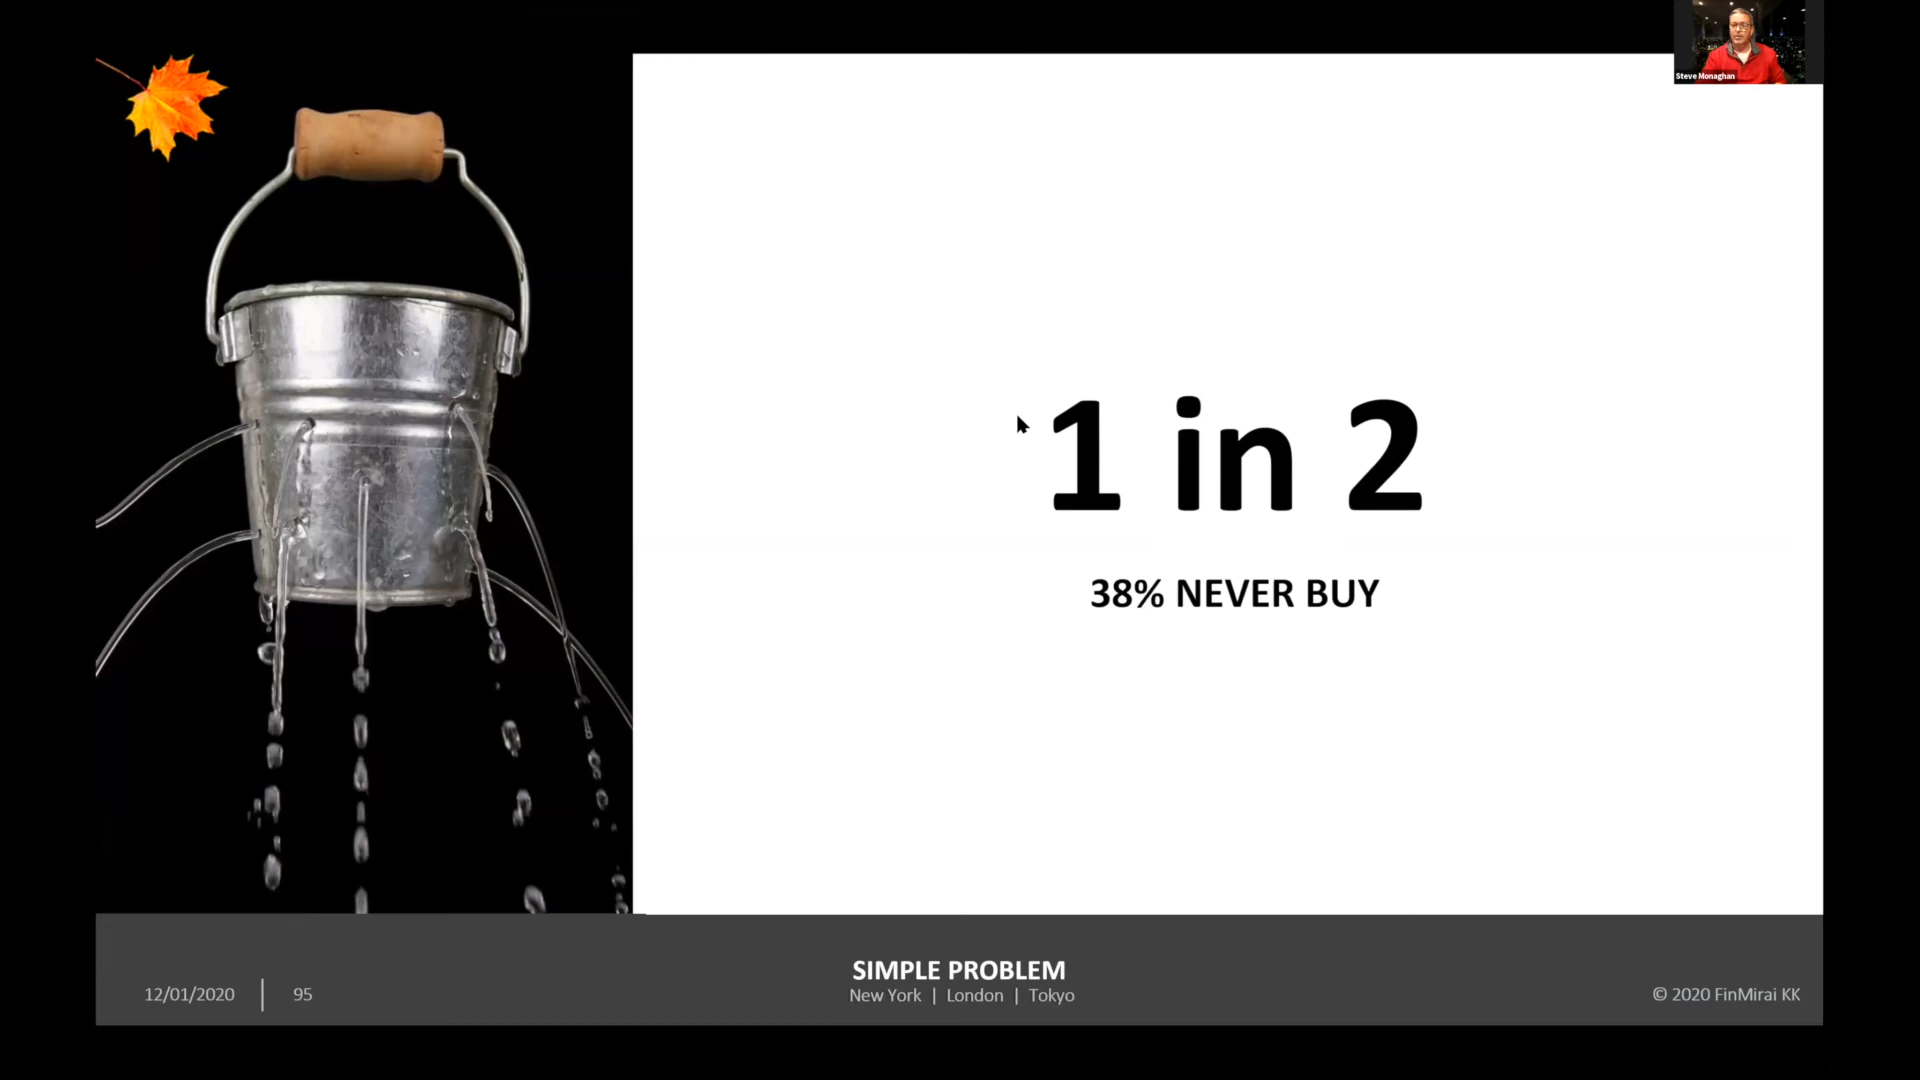 Steve Monaghan
1 in 2
38% NEVER BUY
SIMPLE PROBLEM
New York | London | Tokyo
12/01/2020 | 95
© 2020 FinMirai KK